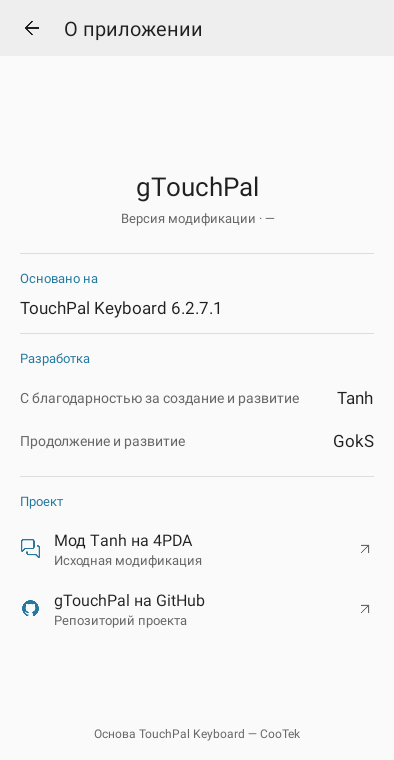 О приложении
gTouchPal
Версия модификации · —
Основано на
TouchPal Keyboard 6.2.7.1
Разработка
С благодарностью за создание и развитие Tanh
Продолжение и развитие GokS
Проект
Мод Tanh на 4PDA
Исходная модификация
gTouchPal на GitHub
Репозиторий проекта
Основа TouchPal Keyboard — CooTek